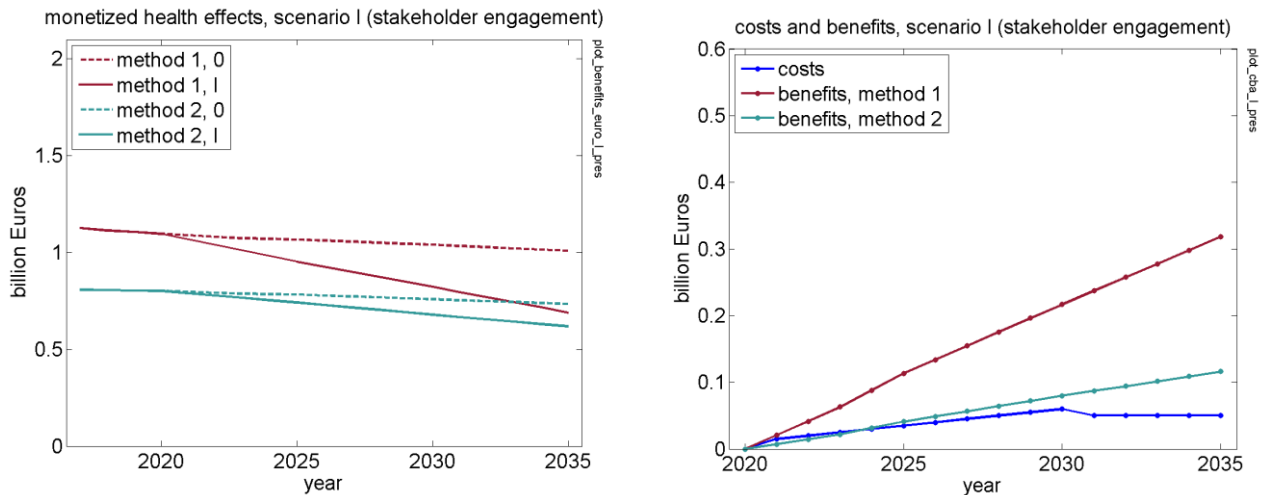 monetized health effects, scenario I (stakeholder engagement)
2
1.5
1
0.5
0
billion Euros
method 1, 0
method 1, I
method 2, 0
method 2, I
plot_benefits_euro_I_pres
2020
2025
2030
2035
year
costs and benefits, scenario I (stakeholder engagement)
0.6
0.5
0.4
0.3
0.2
0.1
0
billion Euros
costs
benefits, method 1
benefits, method 2
plot_cba_I_pres
2020
2025
2030
2035
year